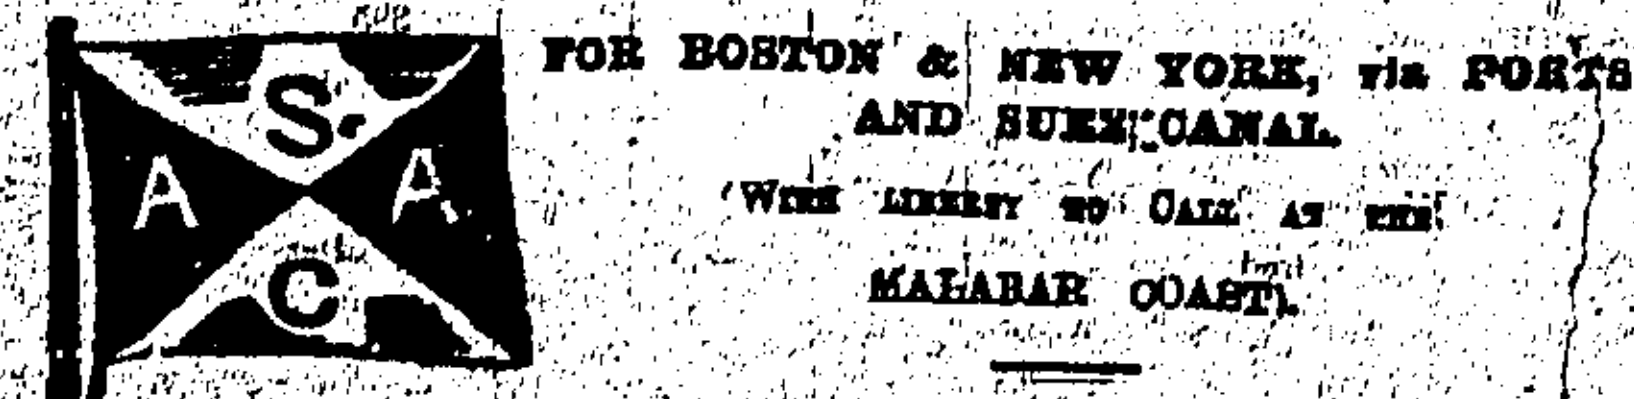 S
A A
C
FOR BOSTON & NEW YORK, via PORTS
AND SUEZ CANAL.
(WITH LIBERTY TO CALL AT THE
MALABAR COAST).